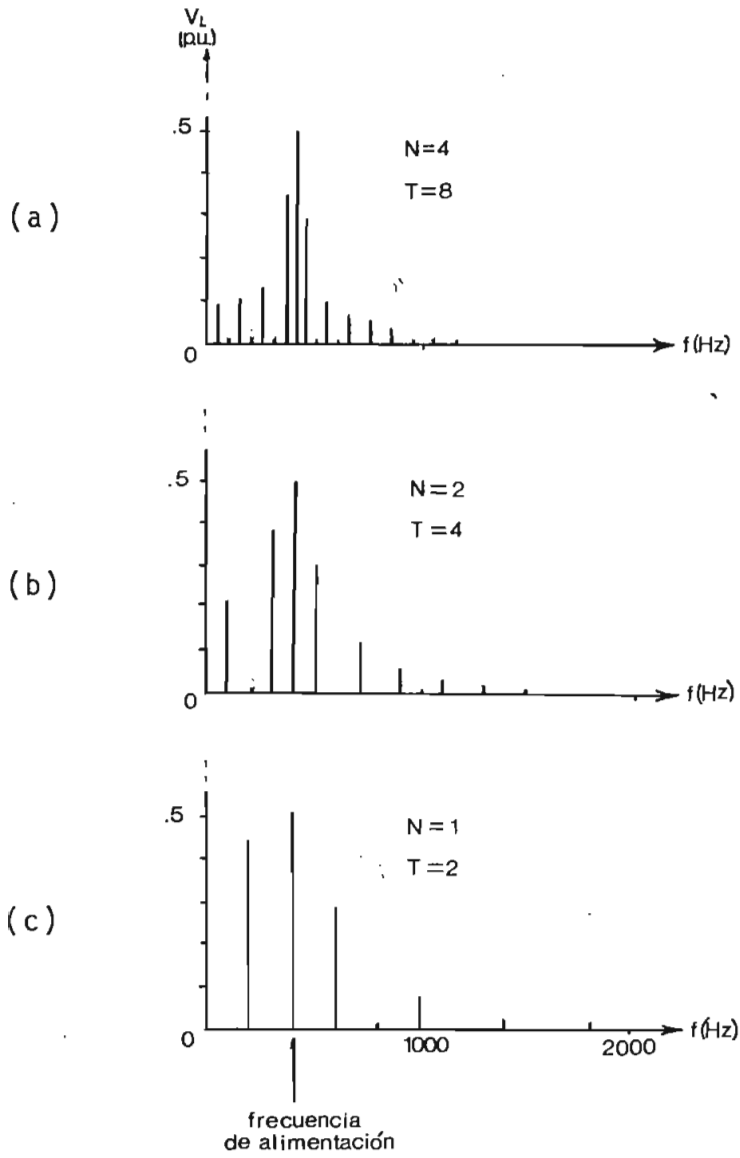 V_L
(p.u.)
(a)
.5
N=4
T=8
0
1000
f(Hz)
(b)
.5
N=2
T=4
0
f(Hz)
(c)
.5
N=1
T=2
0
1000
2000
f(Hz)
frecuencia
de alimentación